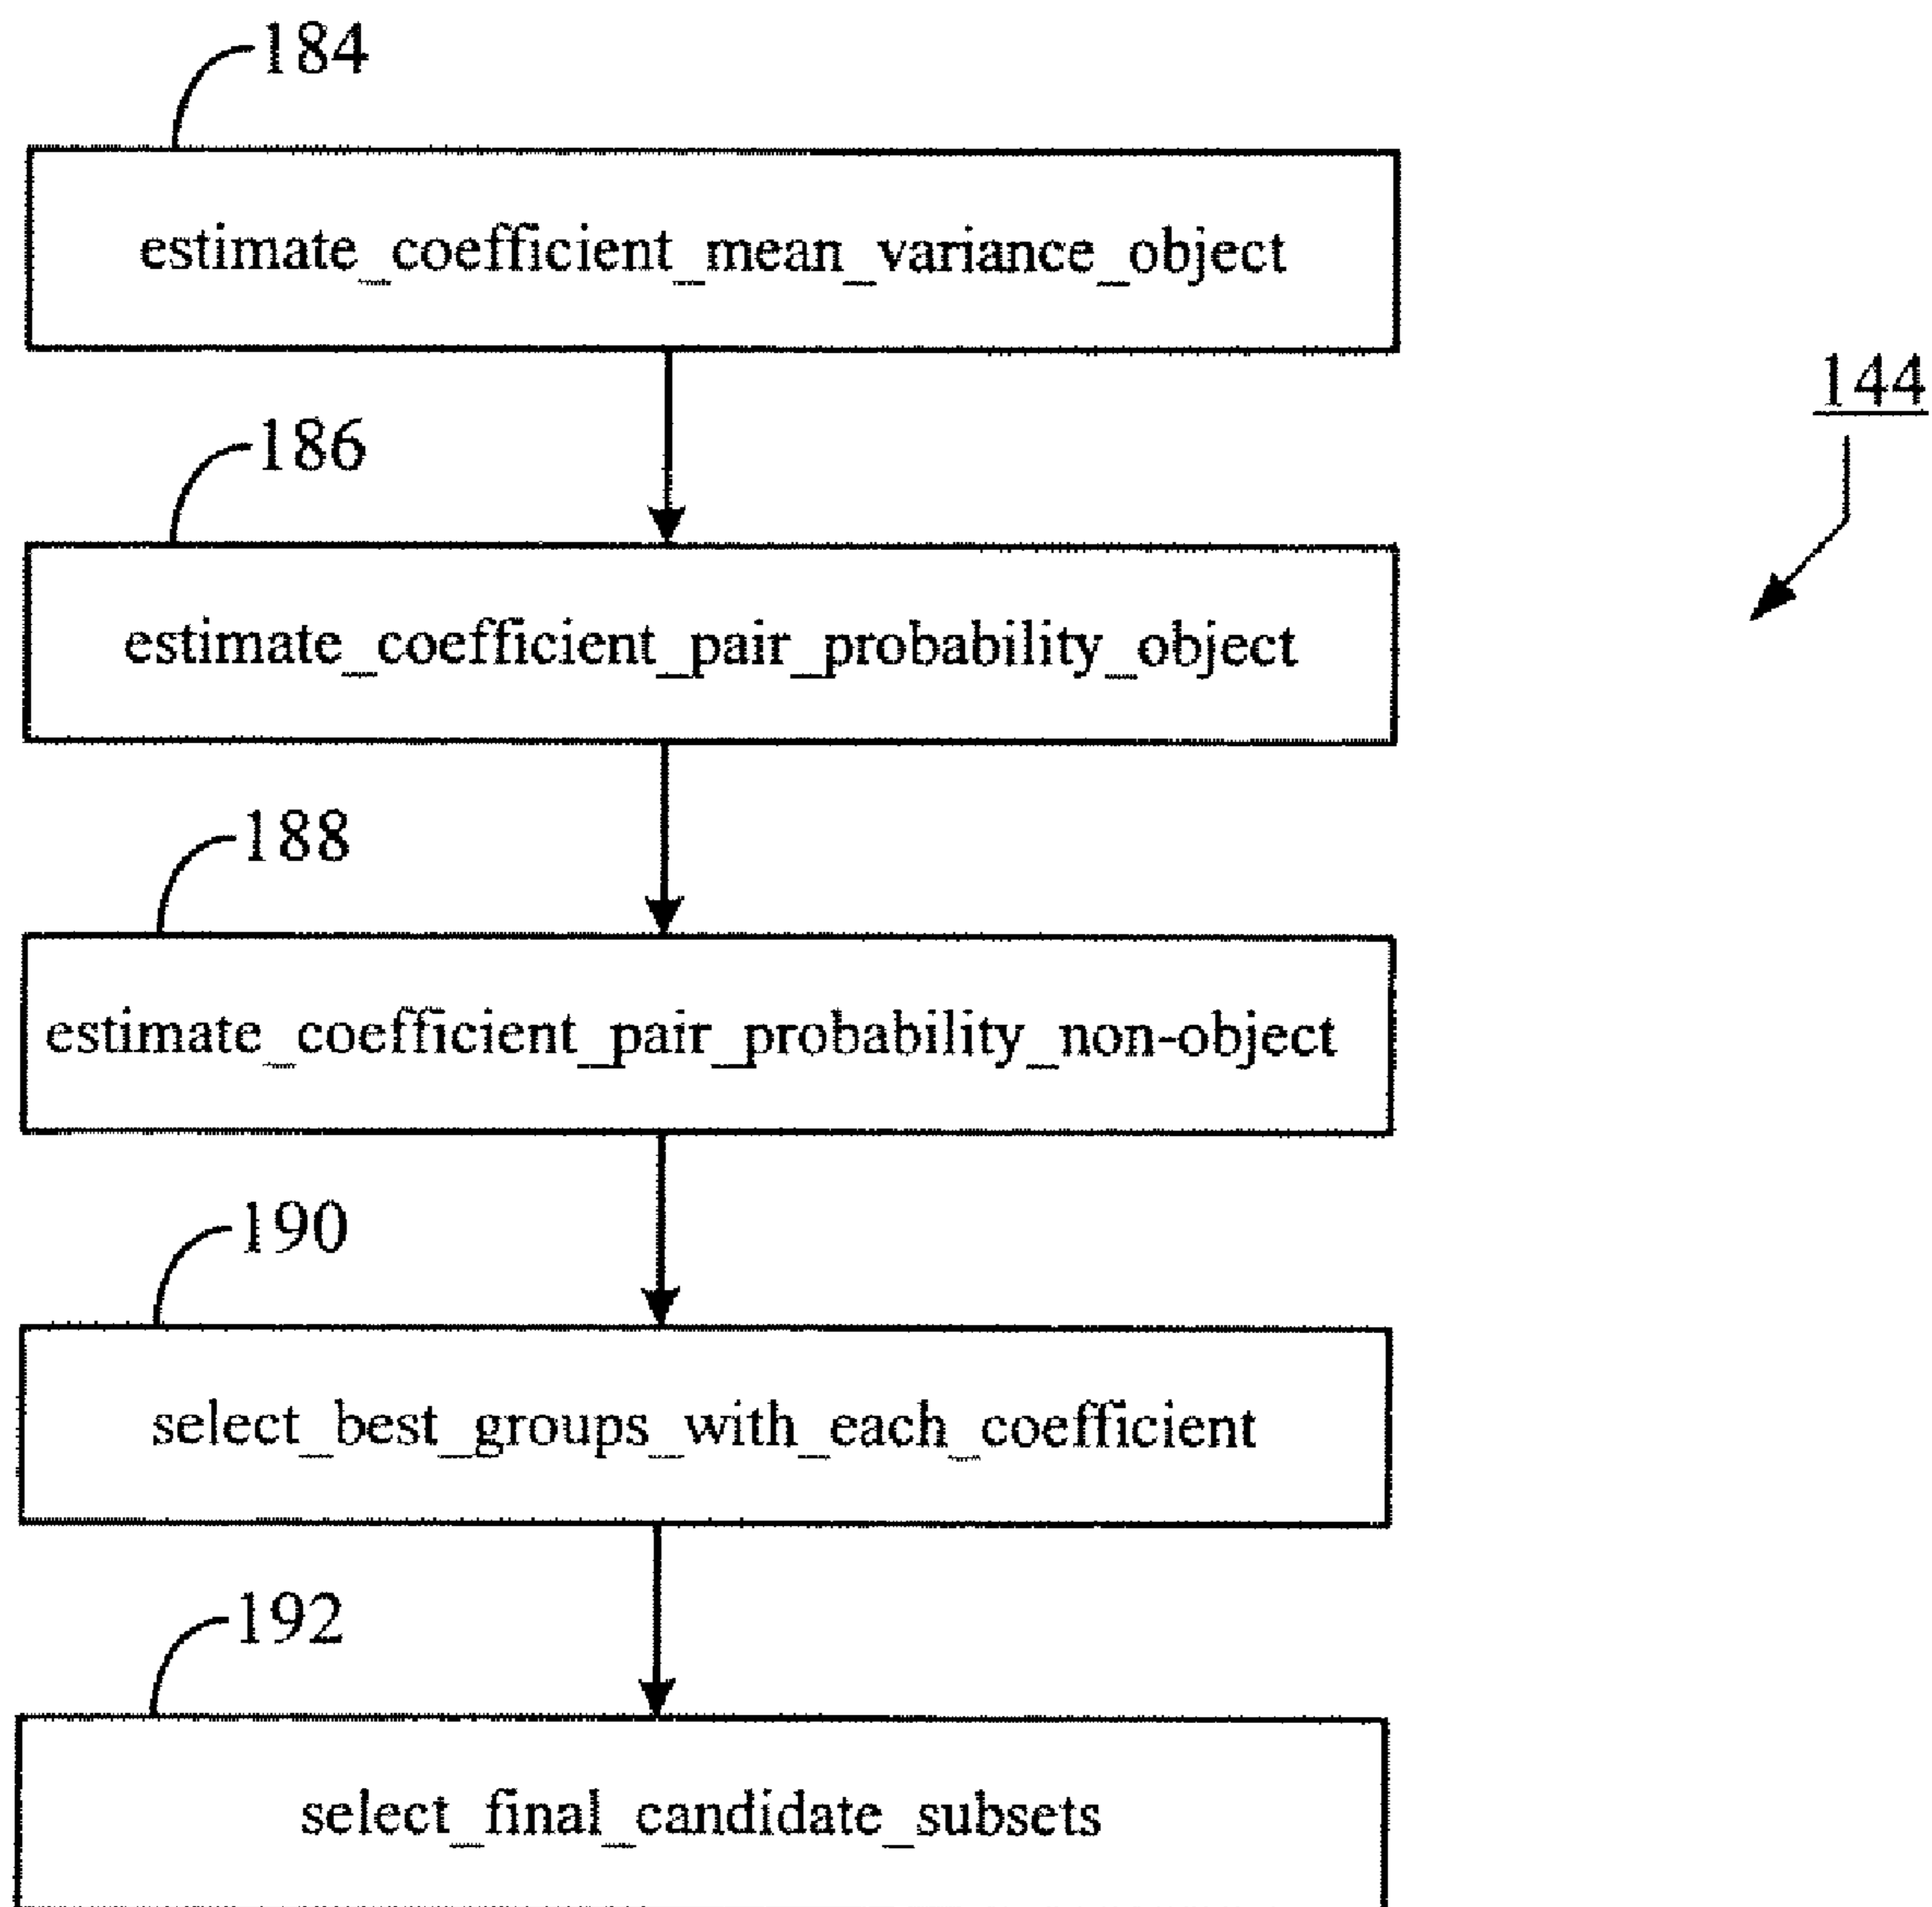 184
estimate_coefficient_mean_variance_object
144
186
estimate_coefficient_pair_probability_object
188
estimate_coefficient_pair_probability_non-object
190
select_best_groups_with_each_coefficient
192
select_final_candidate_subsets